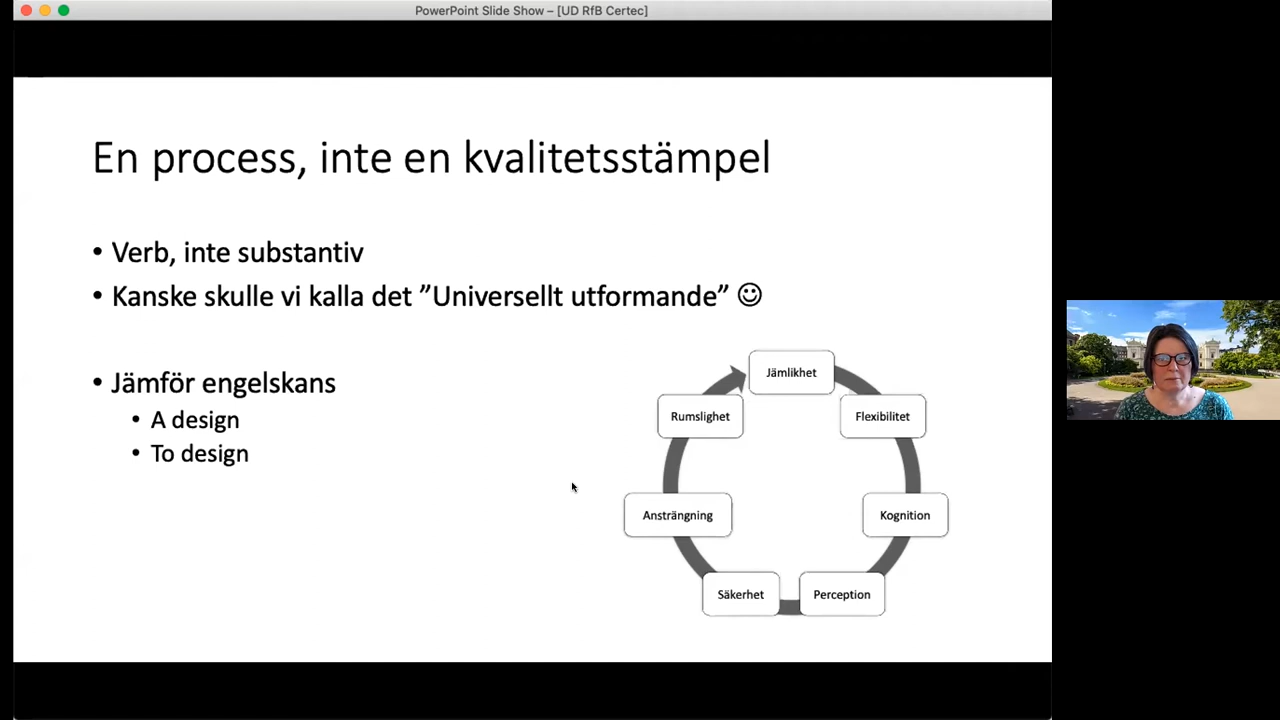 PowerPoint Slide Show – [UD RfB Certec]
En process, inte en kvalitetsstämpel
• Verb, inte substantiv
• Kanske skulle vi kalla det ”Universellt utformande” ☺
• Jämför engelskans
• A design
• To design
Jämlikhet
Flexibilitet
Kognition
Perception
Säkerhet
Ansträngning
Rumslighet